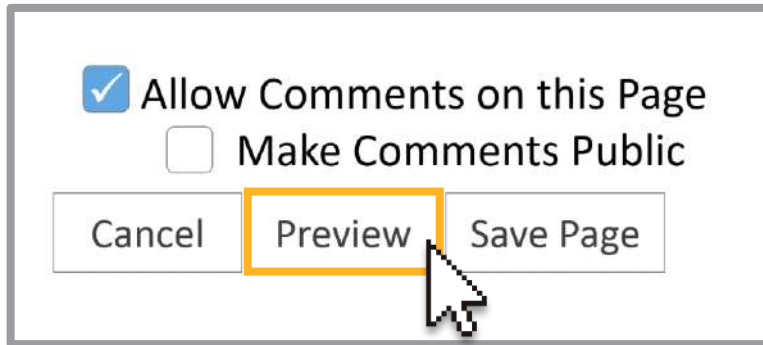 Allow Comments on this Page
Make Comments Public
Cancel Preview Save Page